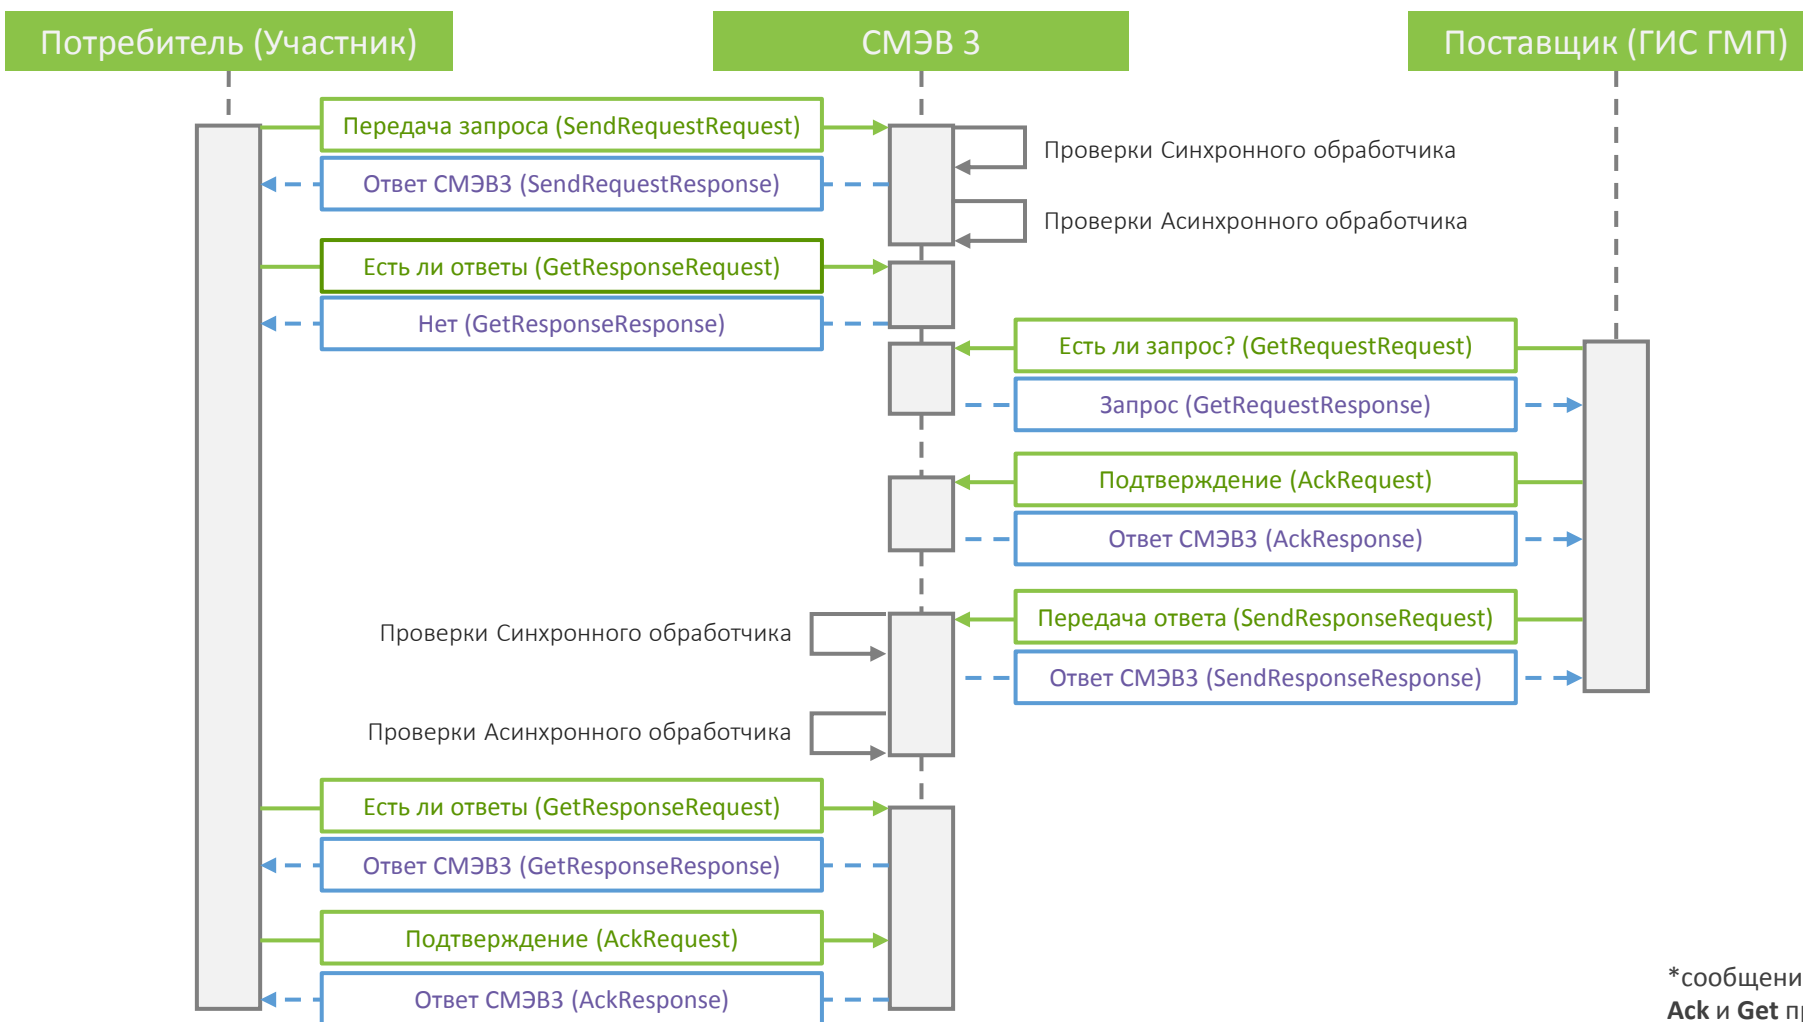 Потребитель (Участник)
СМЭВ 3
Поставщик (ГИС ГМП)
Передача запроса (SendRequestRequest)
Проверки Синхронного обработчика
Ответ СМЭВ3 (SendRequestResponse)
Проверки Асинхронного обработчика
Есть ли ответы (GetResponseRequest)
Нет (GetResponseResponse)
Есть ли запрос? (GetRequestRequest)
Запрос (GetRequestResponse)
Подтверждение (AckRequest)
Ответ СМЭВ3 (AckResponse)
Передача ответа (SendResponseRequest)
Проверки Синхронного обработчика
Ответ СМЭВ3 (SendResponseResponse)
Проверки Асинхронного обработчика
Есть ли ответы (GetResponseRequest)
Ответ СМЭВ3 (GetResponseResponse)
Подтверждение (AckRequest)
Ответ СМЭВ3 (AckResponse)
*сообщени
Ack и Get